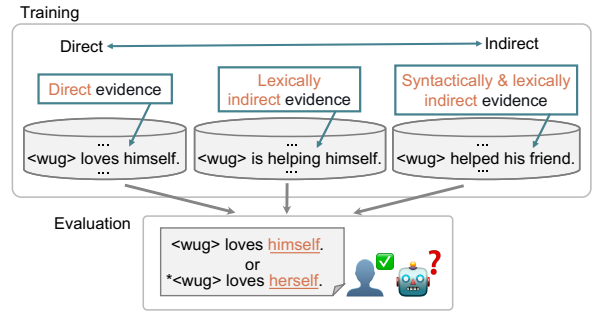 Training
Direct
Indirect
Direct evidence
Lexically
indirect evidence
Syntactically & lexically
indirect evidence
...
<wug> loves himself.
...
...
<wug> is helping himself.
...
...
<wug> helped his friend.
...
Evaluation
<wug> loves himself.
or
*<wug> loves herself.
?